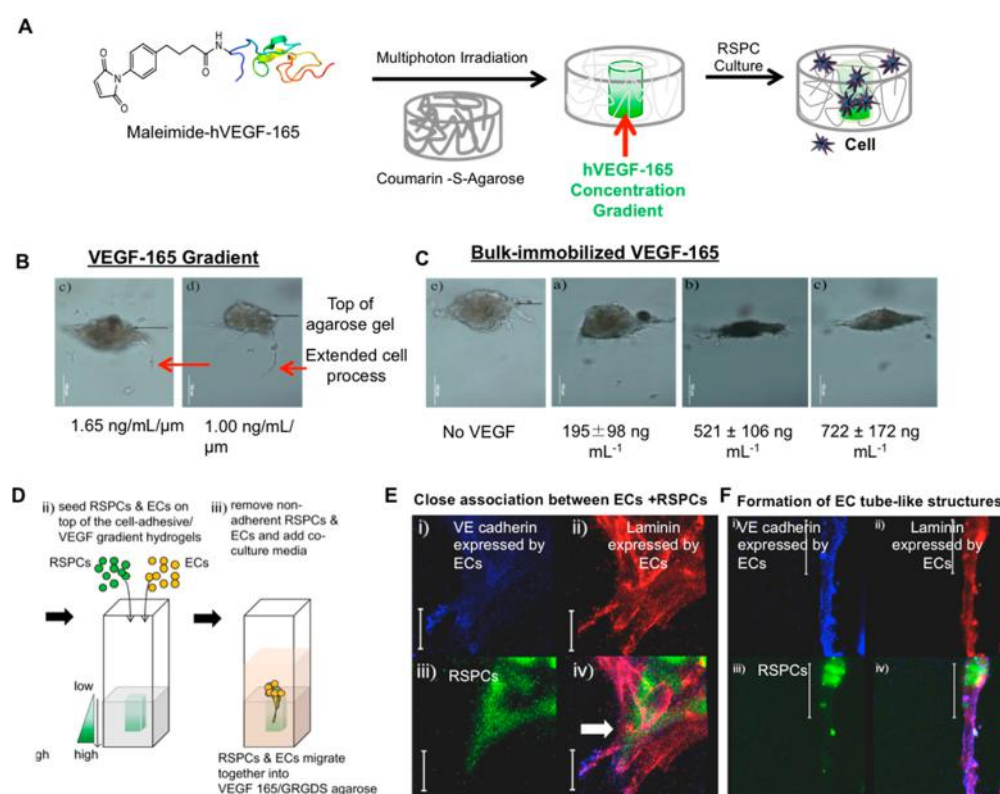 A
O
N
O
O
H
N
Maleimide-hVEGF-165
Multiphoton Irradiation
Coumarin -S-Agarose
hVEGF-165
Concentration
Gradient
RSPC
Culture
Cell
B
VEGF-165 Gradient
c)
d)
Top of
agarose gel
Extended cell
process
1.65 ng/mL/µm
1.00 ng/mL/
µm
C
Bulk-immobilized VEGF-165
e)
a)
b)
c)
No VEGF
195±98 ng
mL-1
521 ± 106 ng
mL-1
722 ± 172 ng
mL-1
D
ii) seed RSPCs & ECs on
top of the cell-adhesive/
VEGF gradient hydrogels
RSPCs
ECs
low
high
gh
iii) remove non-
adherent RSPCs &
ECs and add co-
culture media
RSPCs & ECs migrate
together into
VEGF 165/GRGDS agarose
E
Close association between ECs +RSPCs
i)
VE cadherin
expressed by
ECs
ii)
Laminin
expressed by
ECs
iii)
RSPCs
iv)
F
Formation of EC tube-like structures
i)
VE cadherin
expressed by
ECs
ii)
Laminin
expressed by
ECs
iii)
RSPCs
iv)